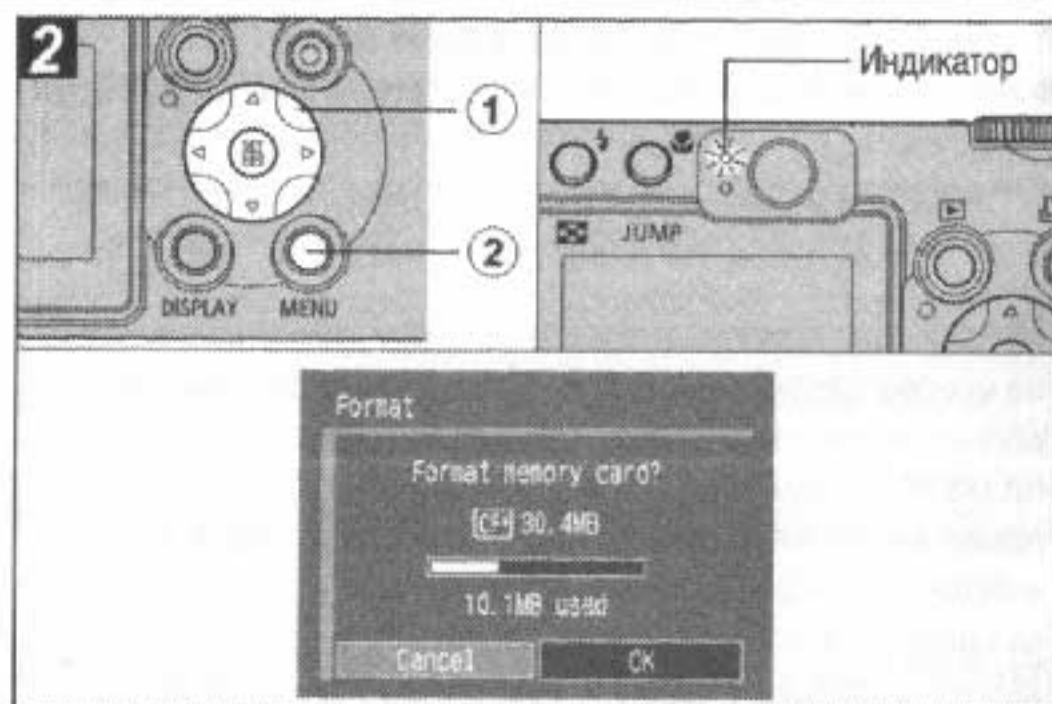 2
1
Индикатор
2
JUMP
DISPLAY MENU
Format
Format memory card?
CF 30.4MB
10.1MB used
Cancel OK